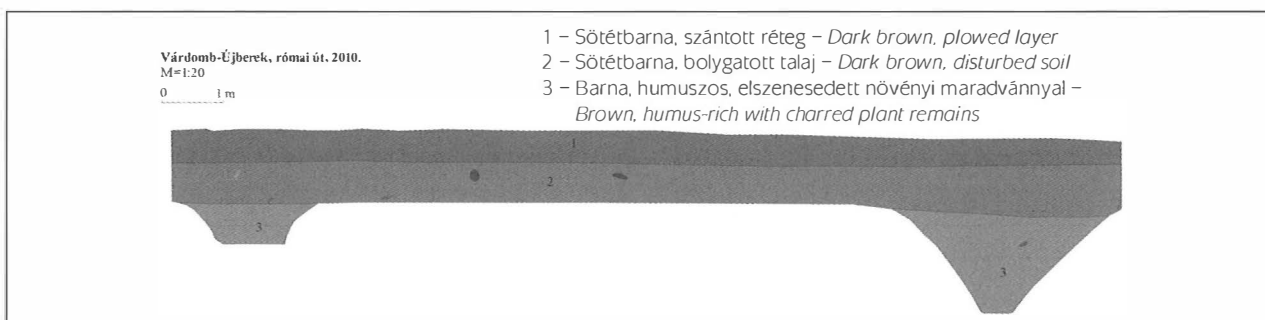 Várdomb-Újberek, római út. 2010.
M=1:20
0 1 m
1 – Sötétbarna, szántott réteg – Dark brown, plowed layer
2 – Sötétbarna, bolygatott talaj – Dark brown, disturbed soil
3 – Barna, humuszos, elszenesedett növényi maradvánnyal –
Brown, humus-rich with charred plant remains
1
2
3
3